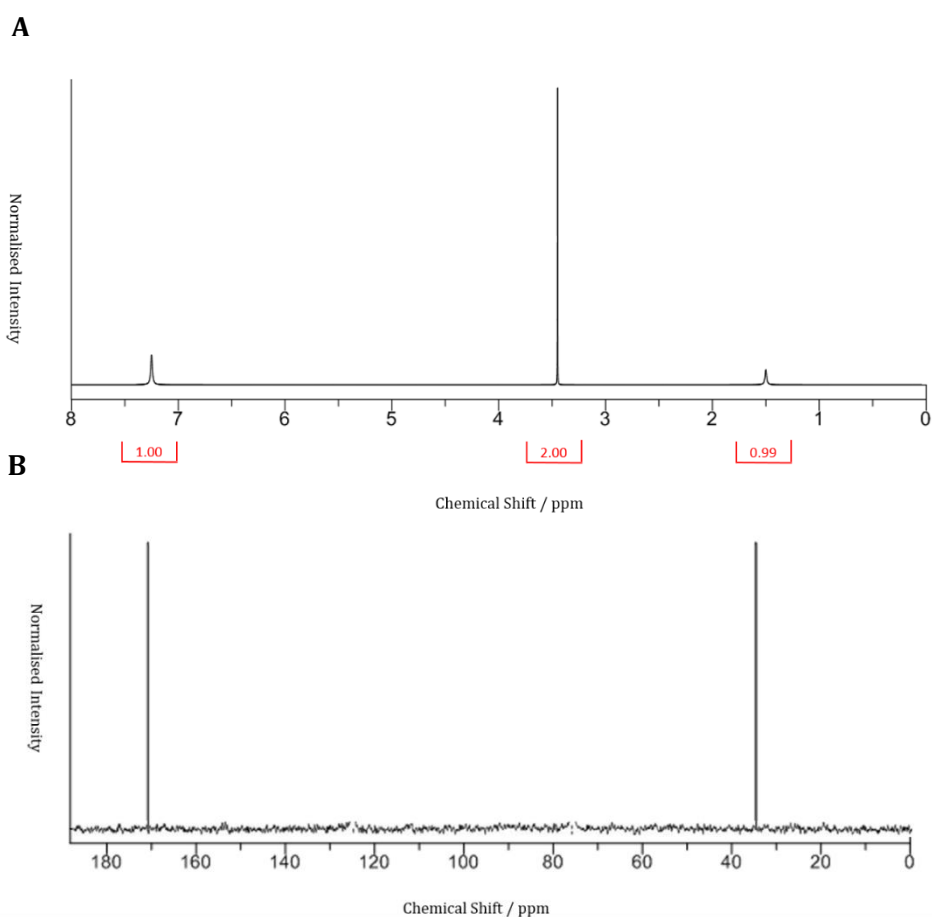 A
Normalised Intensity
8 7 6 5 4 3 2 1 0
1.00 2.00 0.99
Chemical Shift / ppm
B
Normalised Intensity
180 160 140 120 100 80 60 40 20 0
Chemical Shift / ppm